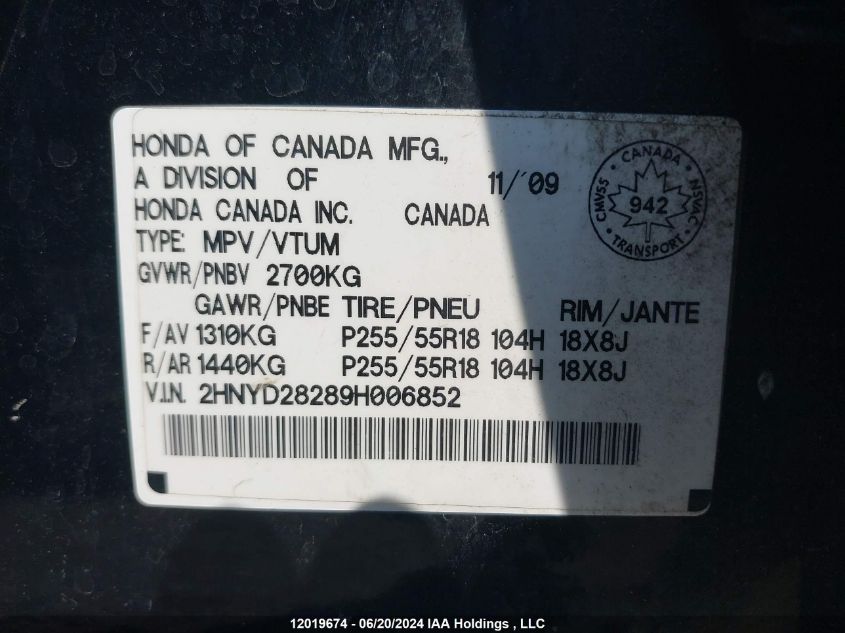 HONDA OF CANADA MFG.,
A DIVISION OF 11/'09
HONDA CANADA INC. CANADA
TYPE: MPV/VTUM
GVWR/PNBV 2700KG
GAWR/PNBE TIRE/PNEU RIM/JANTE
F/AV 1310KG P255/55R18 104H 18X8J
R/AR 1440KG P255/55R18 104H 18X8J
V.I.N. 2HNYD28289H006852
CANADA
CMVSS 942 NSVAC
TRANSPORT
12019674 - 06/20/2024 IAA Holdings , LLC